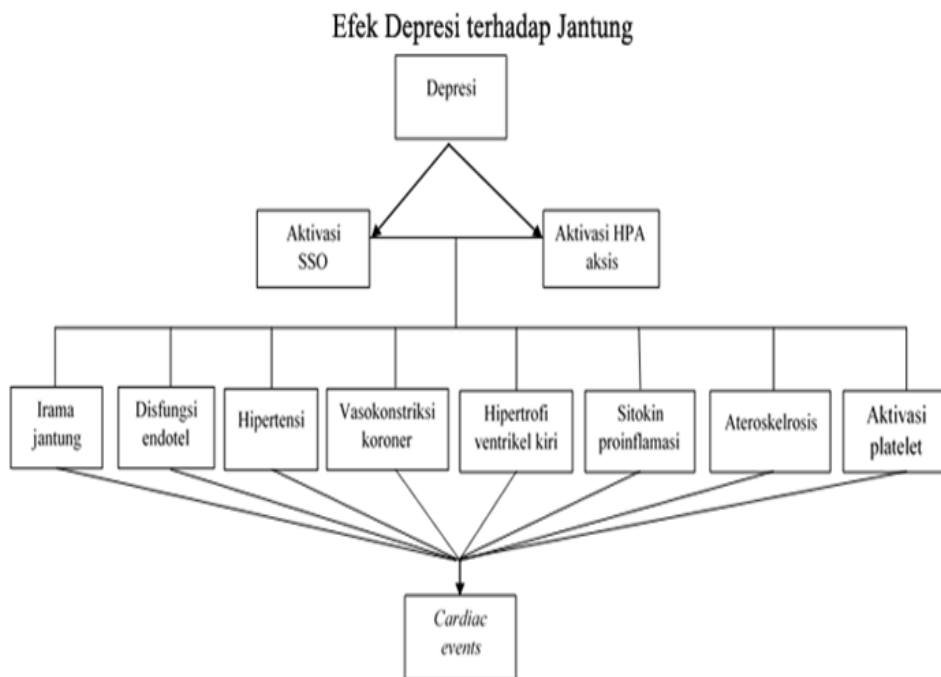 Efek Depresi terhadap Jantung
Depresi
Aktivasi
SSO
Aktivasi HPA
aksis
Irama
jantung
Disfungsi
endotel
Hipertensi
Vasokonstriksi
koroner
Hipertrofi
ventrikel kiri
Sitokin
proinflamasi
Ateroskelrosis
Aktivasi
platelet
Cardiac
events